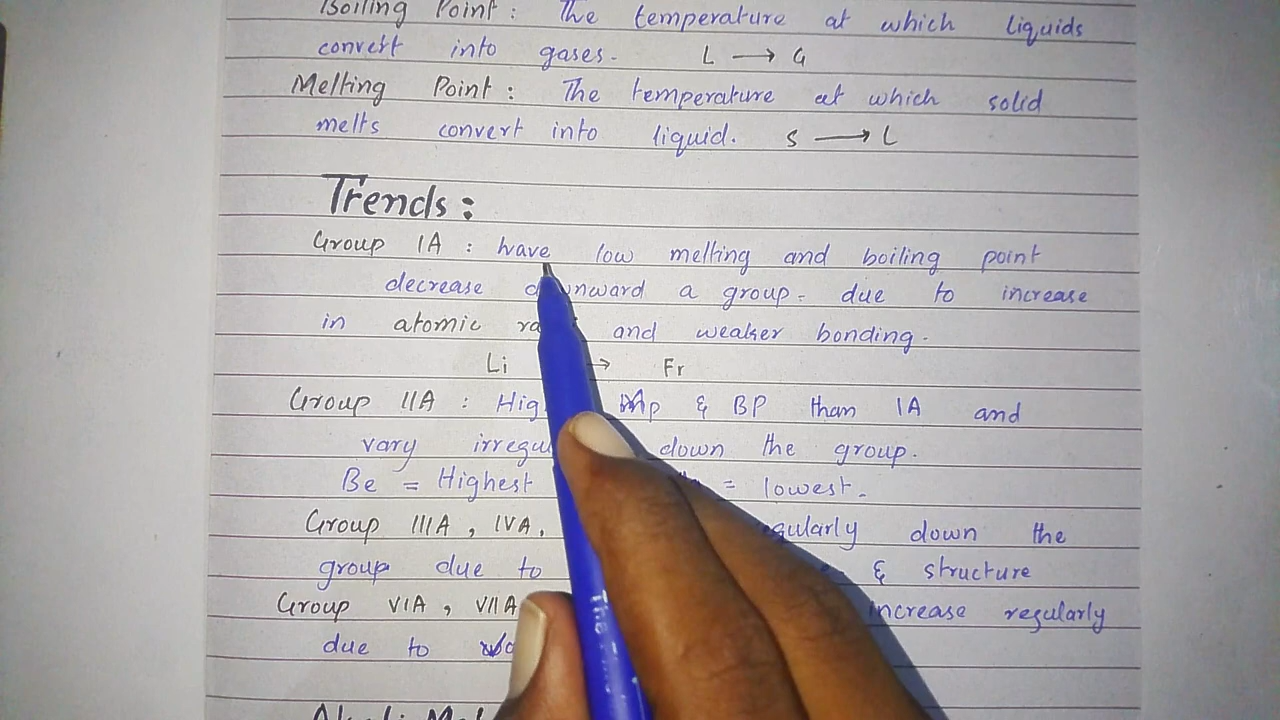 Boiling Point : The temperature at which liquids
convert into gases. L → G
Melting Point : The temperature at which solid
melts convert into liquid. S → L
Trends :
Group IA : have low melting and boiling point
decrease downward a group. due to increase
in atomic and weaker bonding.
Li → Fr
Group IIA : Mp & BP than IA and
vary down the group.
Be = Highest = lowest.
Group IIIA , IVA, down the
group due to & structure
Group VIA , VIIA increase regularly
due to